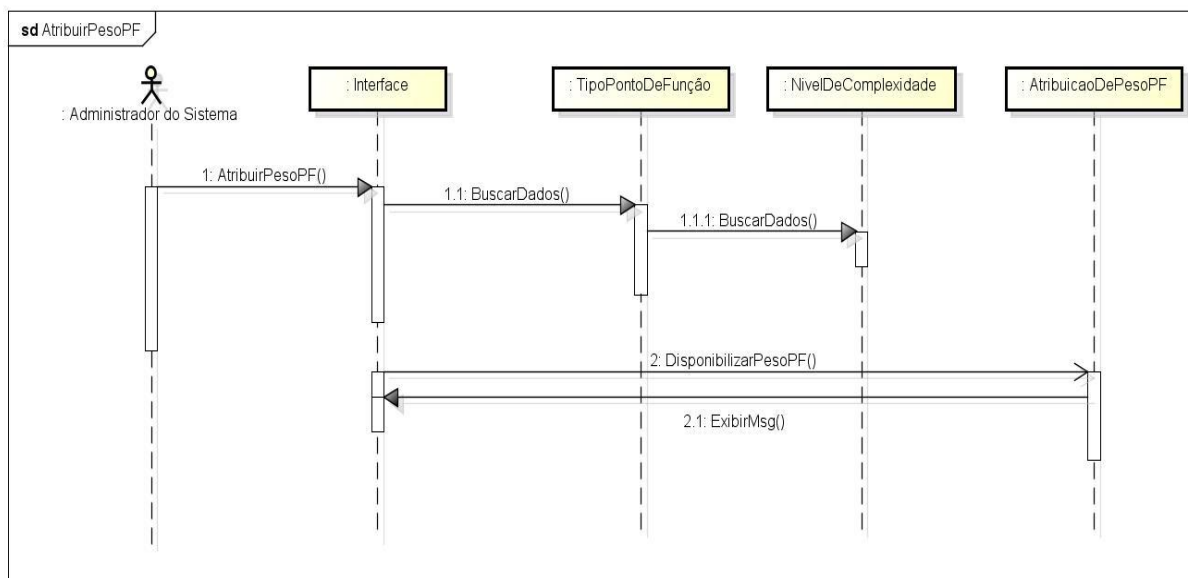 sd AtribuirPesoPF
: Administrador do Sistema
: Interface
: TipoPontoDeFunção
: NivelDeComplexidade
: AtribuicaoDePesoPF
1: AtribuirPesoPF()
1.1: BuscarDados()
1.1.1: BuscarDados()
2: DisponibilizarPesoPF()
2.1: ExibirMsg()